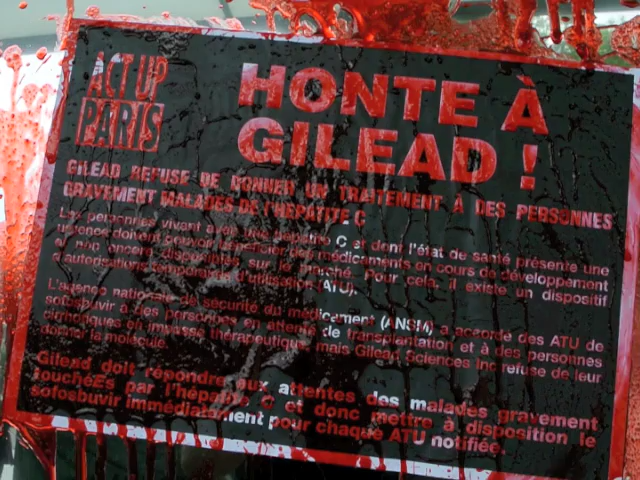 ACT UP
PARIS
HONTE À
GILEAD !
GILEAD REFUSE DE DONNER UN TRAITEMENT À DES PERSONNES
GRAVEMENT MALADES DE L'HÉPATITE C
Les personnes vivant avec une hépatite C et dont l'état de santé présente une
urgence doivent pouvoir bénéficier des médicaments en cours de développement
et non encore disponibles sur le marché. Pour cela, il existe un dispositif
d'autorisations temporaires d'utilisation (ATU).
L'agence nationale de sécurité du médicament (ANSM) a accordé des ATU de
sofosbuvir à des personnes en attente de transplantation et à des personnes
cirrhotiques en impasse thérapeutique, mais Gilead Sciences Inc refuse de leur
donner la molécule.
Gilead doit répondre aux attentes des malades gravement
touchéEs par l'hépatite C et donc mettre à disposition le
sofosbuvir immédiatement pour chaque ATU notifiée.